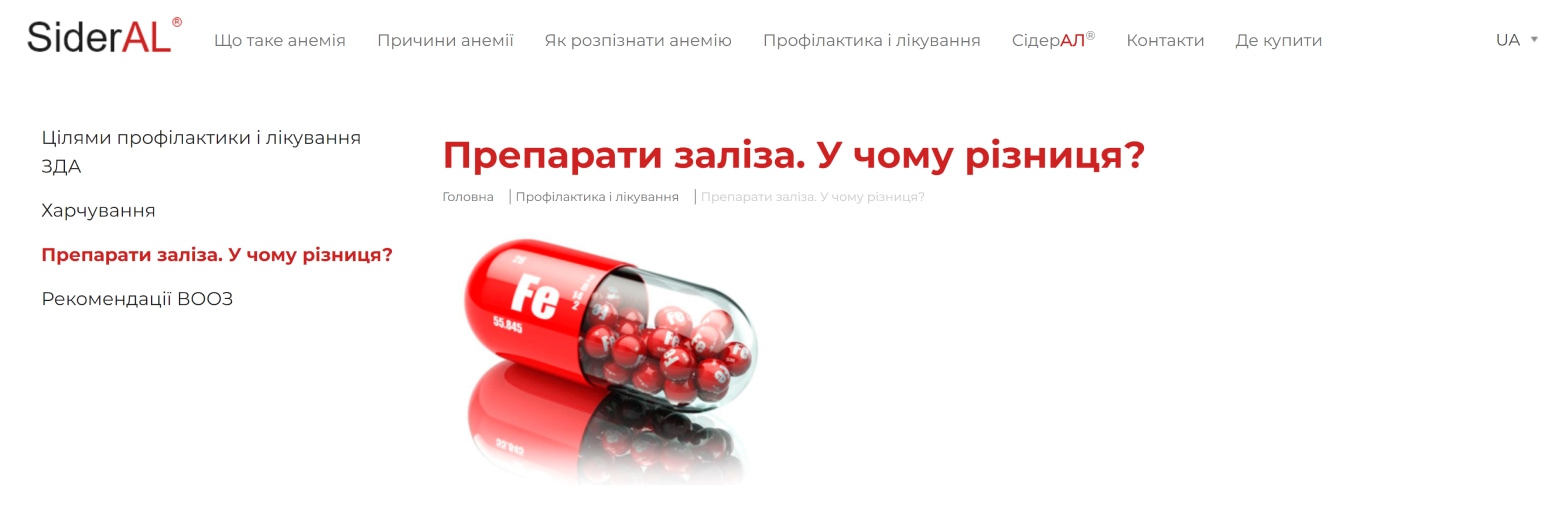 SiderAL®
Що таке анемія
Причини анемії
Як розпізнати анемію
Профілактика і лікування
СідерАЛ®
Контакти
Де купити
UA
Цілями профілактики і лікування
ЗДА
Харчування
Препарати заліза. У чому різниця?
Рекомендації ВООЗ
Препарати заліза. У чому різниця?
Головна | Профілактика і лікування | Препарати заліза. У чому різниця?
26
Fe
55.845